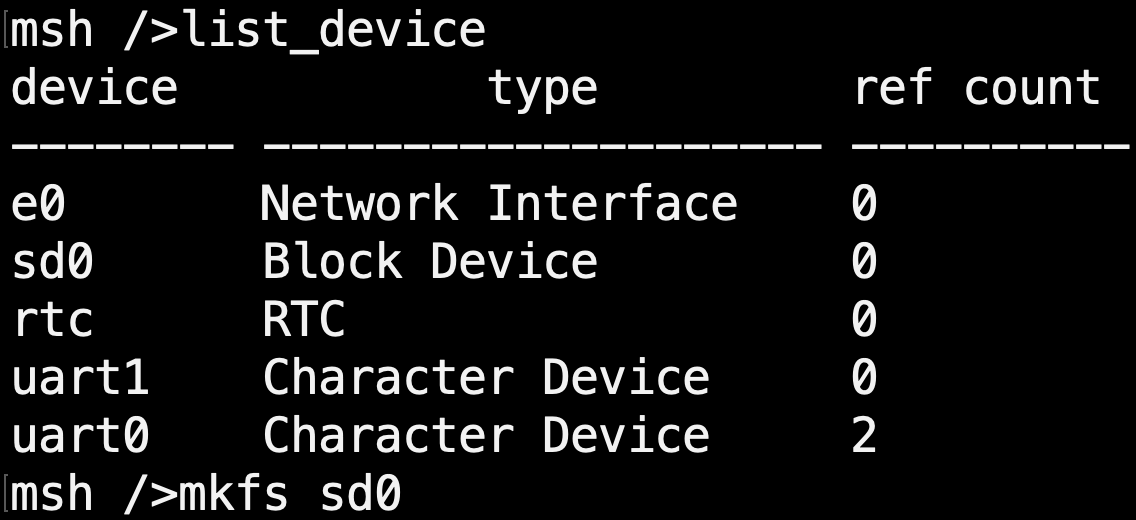 msh />list_device
device           type         ref count
-------- -------------------- ----------
e0       Network Interface    0
sd0      Block Device         0
rtc      RTC                  0
uart1    Character Device     0
uart0    Character Device     2
msh />mkfs sd0